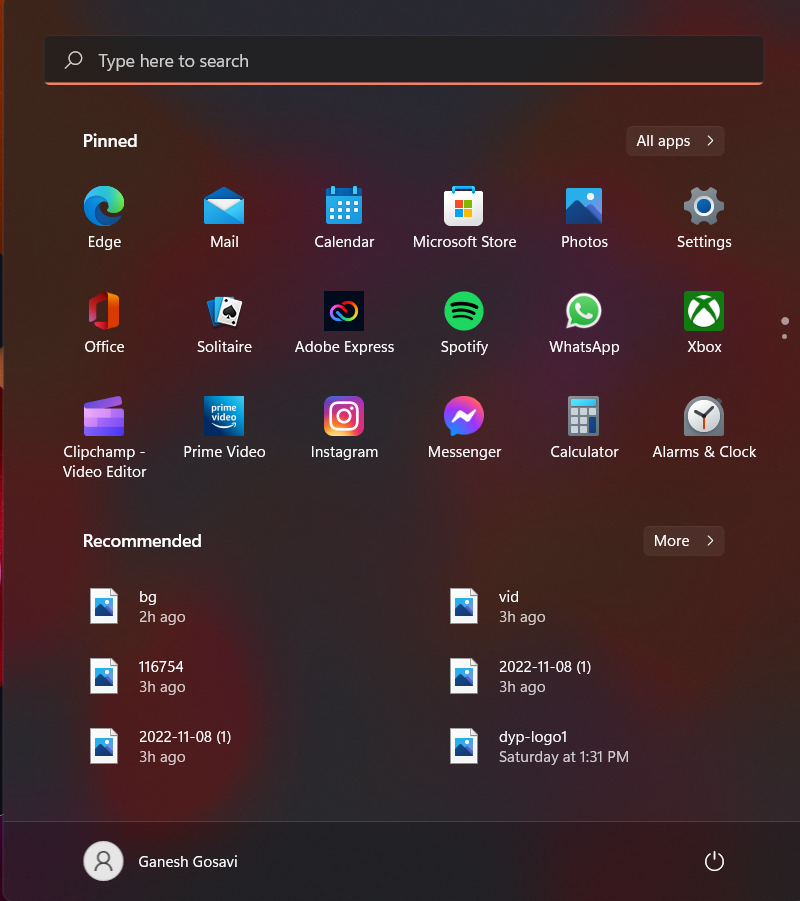 Type here to search
Pinned
All apps
Edge
Mail
Calendar
Microsoft Store
Photos
Settings
Office
Solitaire
Adobe Express
Spotify
WhatsApp
Xbox
prime
video
Clipchamp -
Video Editor
Prime Video
Instagram
Messenger
Calculator
Alarms & Clock
Recommended
More
bg
2h ago
vid
3h ago
116754
3h ago
2022-11-08 (1)
3h ago
2022-11-08 (1)
3h ago
dyp-logo1
Saturday at 1:31 PM
Ganesh Gosavi